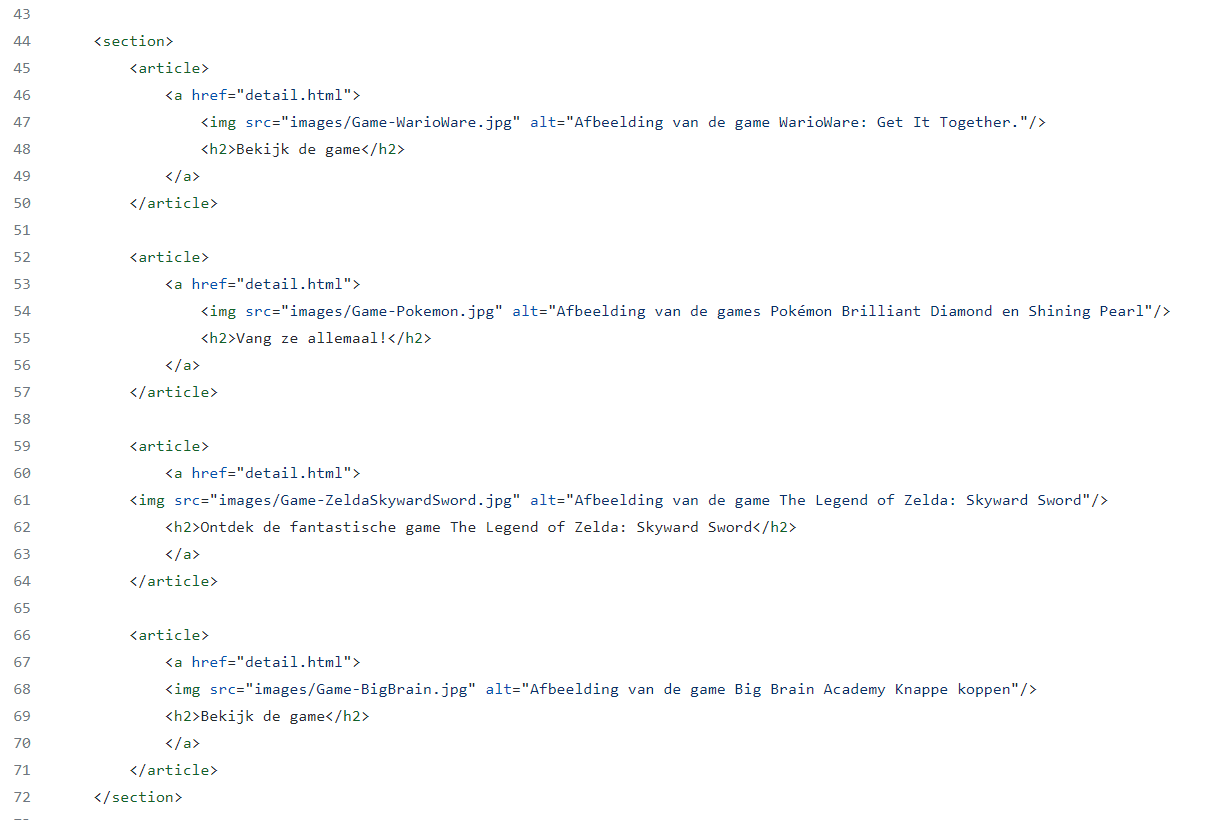 43
44 <section>
45 <article>
46 <a href="detail.html">
47 <img src="images/Game-WarioWare.jpg" alt="Afbeelding van de game WarioWare: Get It Together."/>
48 <h2>Bekijk de game</h2>
49 </a>
50 </article>
51
52 <article>
53 <a href="detail.html">
54 <img src="images/Game-Pokemon.jpg" alt="Afbeelding van de games Pokémon Brilliant Diamond en Shining Pearl"/>
55 <h2>Vang ze allemaal!</h2>
56 </a>
57 </article>
58
59 <article>
60 <a href="detail.html">
61 <img src="images/Game-ZeldaSkywardSword.jpg" alt="Afbeelding van de game The Legend of Zelda: Skyward Sword"/>
62 <h2>Ontdek de fantastische game The Legend of Zelda: Skyward Sword</h2>
63 </a>
64 </article>
65
66 <article>
67 <a href="detail.html">
68 <img src="images/Game-BigBrain.jpg" alt="Afbeelding van de game Big Brain Academy Knappe koppen"/>
69 <h2>Bekijk de game</h2>
70 </a>
71 </article>
72 </section>